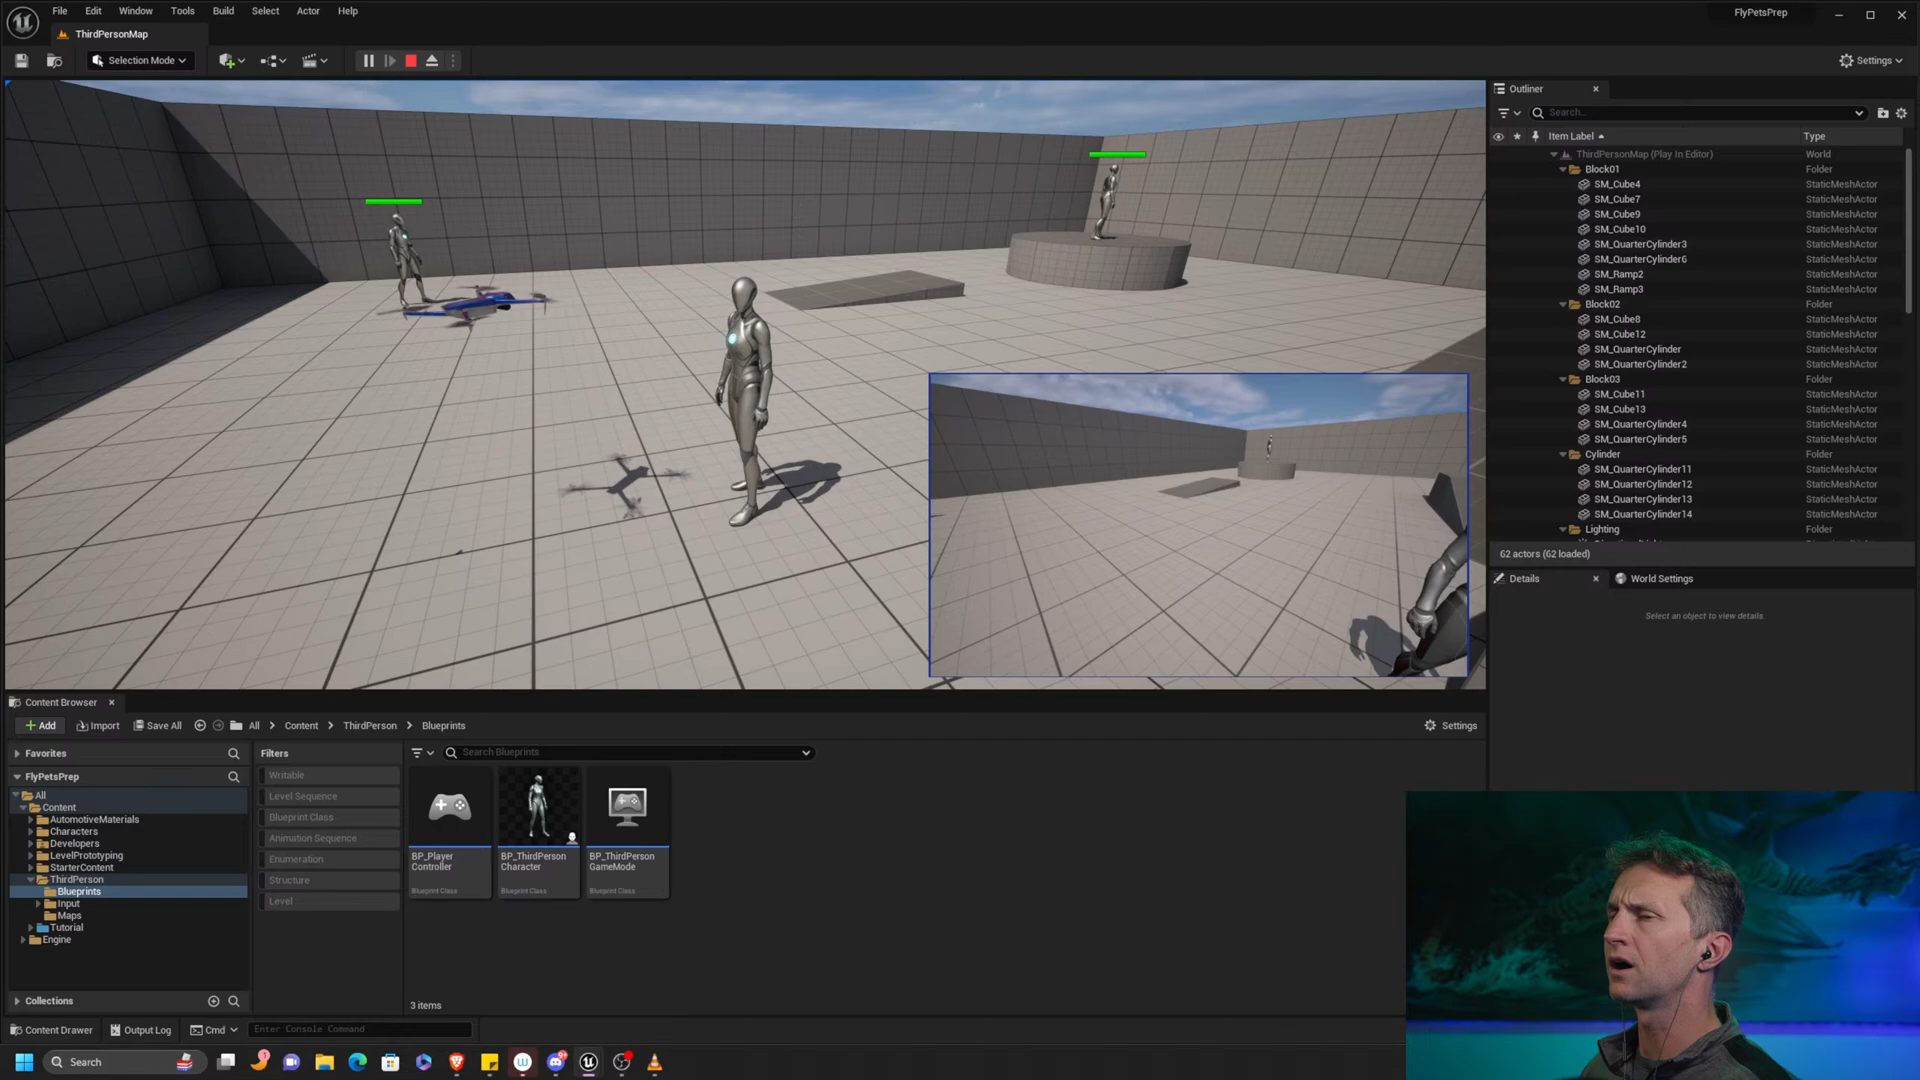 File Edit Window Tools Build Select Actor Help
FlyPetsPrep
ThirdPersonMap
Selection Mode
Settings
Outliner
Search...
Item Label
Type
ThirdPersonMap (Play In Editor) World
Block01 Folder
SM_Cube4 StaticMeshActor
SM_Cube7 StaticMeshActor
SM_Cube9 StaticMeshActor
SM_Cube10 StaticMeshActor
SM_QuarterCylinder3 StaticMeshActor
SM_QuarterCylinder6 StaticMeshActor
SM_Ramp2 StaticMeshActor
SM_Ramp3 StaticMeshActor
Block02 Folder
SM_Cube8 StaticMeshActor
SM_Cube12 StaticMeshActor
SM_QuarterCylinder StaticMeshActor
SM_QuarterCylinder2 StaticMeshActor
Block03 Folder
SM_Cube11 StaticMeshActor
SM_Cube13 StaticMeshActor
SM_QuarterCylinder4 StaticMeshActor
SM_QuarterCylinder5 StaticMeshActor
Cylinder Folder
SM_QuarterCylinder11 StaticMeshActor
SM_QuarterCylinder12 StaticMeshActor
SM_QuarterCylinder13 StaticMeshActor
SM_QuarterCylinder14 StaticMeshActor
Lighting Folder
62 actors (62 loaded)
Details
World Settings
Select an object to view details
Content Browser
Add Import Save All All Content ThirdPerson Blueprints
Settings
Favorites
FlyPetsPrep
All
Content
AutomotiveMaterials
Characters
Developers
LevelPrototyping
StarterContent
ThirdPerson
Blueprints
Input
Maps
Tutorial
Engine
Collections
Filters
Writable
Level Sequence
Blueprint Class
Animation Sequence
Enumeration
Structure
Level
Search Blueprints
BP_Player
Controller
Blueprint Class
BP_ThirdPerson
Character
Blueprint Class
BP_ThirdPerson
GameMode
Blueprint Class
3 items
Content Drawer Output Log Cmd Enter Console Command
Search